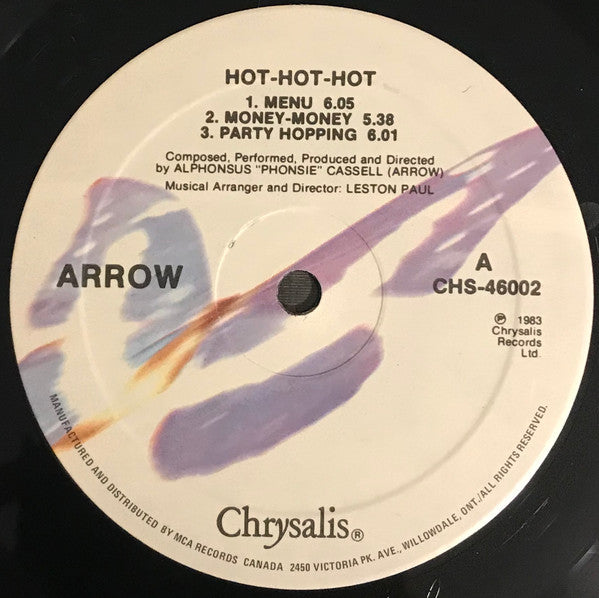 HOT-HOT-HOT
1. MENU 6.05
2. MONEY-MONEY 5.38
3. PARTY HOPPING 6.01
Composed, Performed, Produced and Directed
by ALPHONSUS "PHONSIE" CASSELL (ARROW)
Musical Arranger and Director: LESTON PAUL
ARROW
A
CHS-46002
℗ 1983
Chrysalis
Records
Ltd.
Chrysalis®
MANUFACTURED AND DISTRIBUTED BY MCA RECORDS CANADA 2450 VICTORIA PK. AVE., WILLOWDALE, ONT./ALL RIGHTS RESERVED.